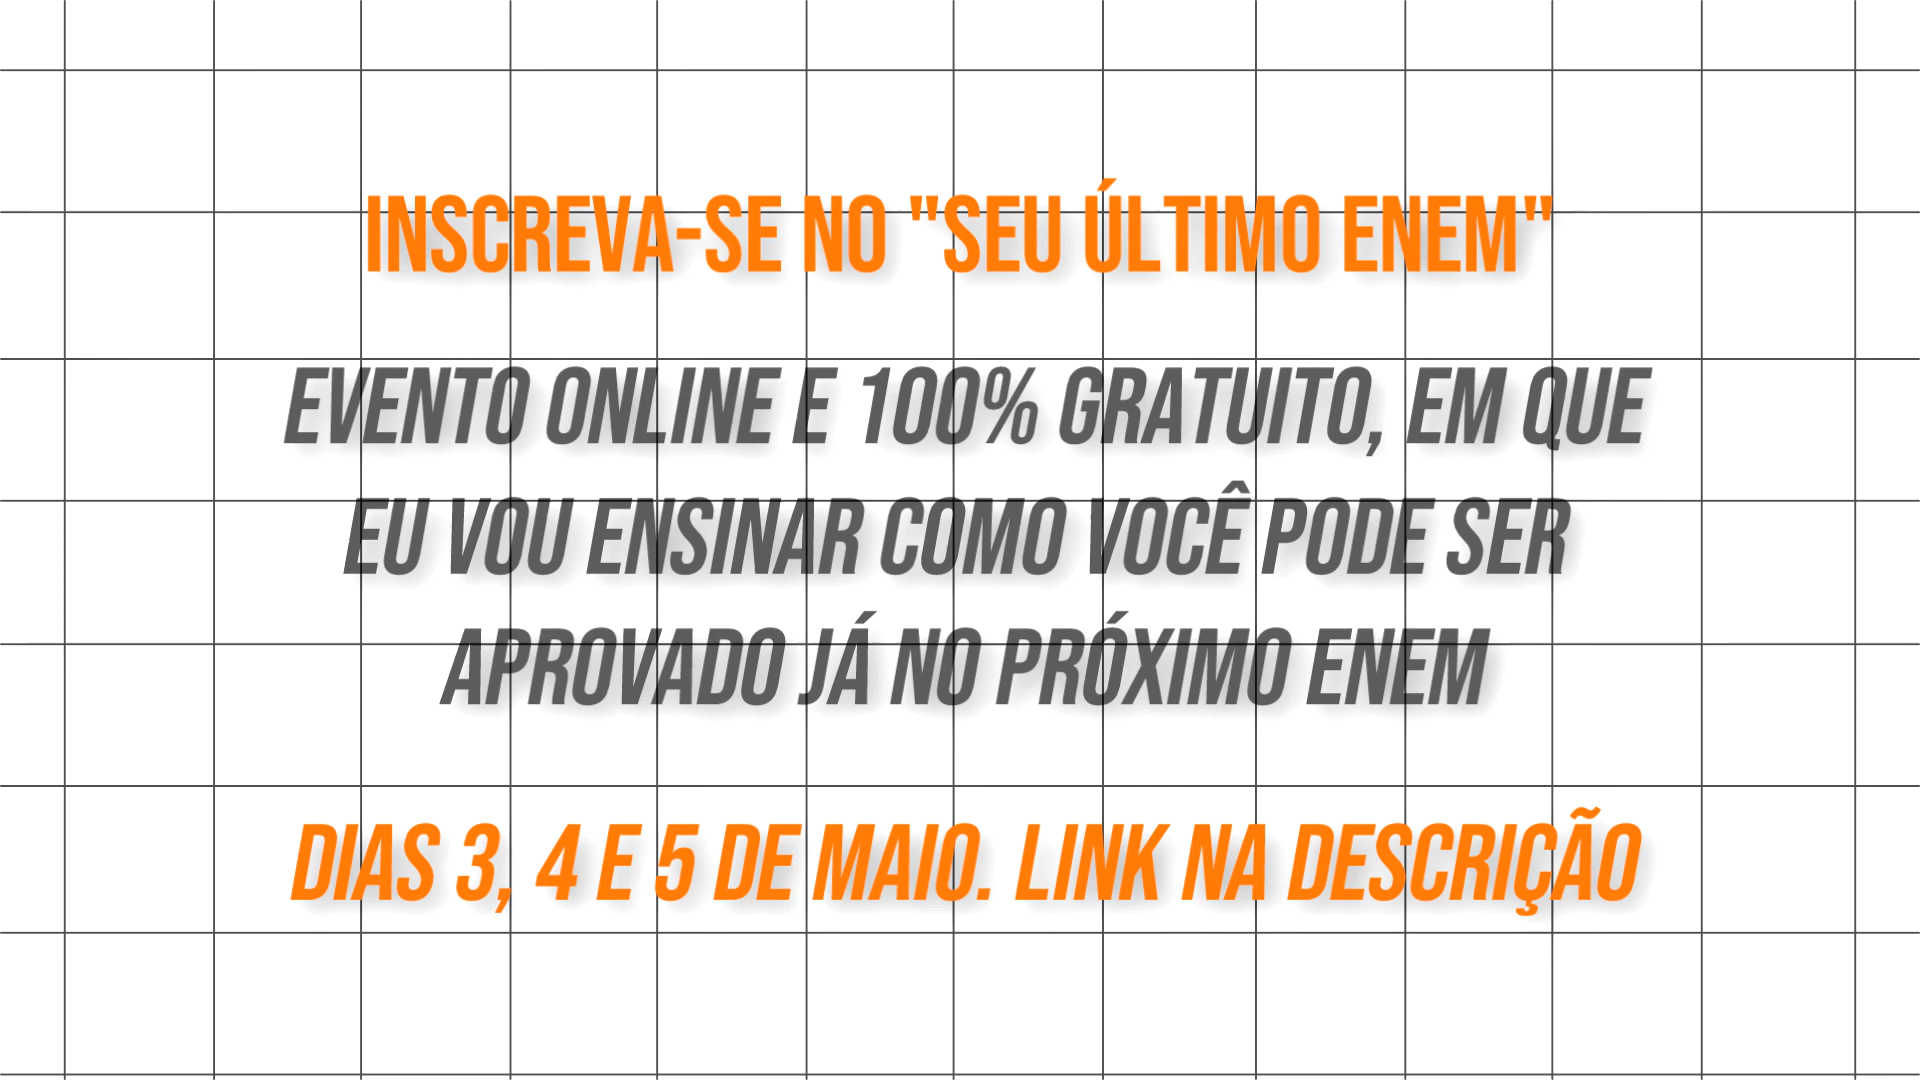 INSCREVA-SE NO "SEU ÚLTIMO ENEM"
EVENTO ONLINE E 100% GRATUITO, EM QUE
EU VOU ENSINAR COMO VOCÊ PODE SER
APROVADO JÁ NO PRÓXIMO ENEM
DIAS 3, 4 E 5 DE MAIO. LINK NA DESCRIÇÃO